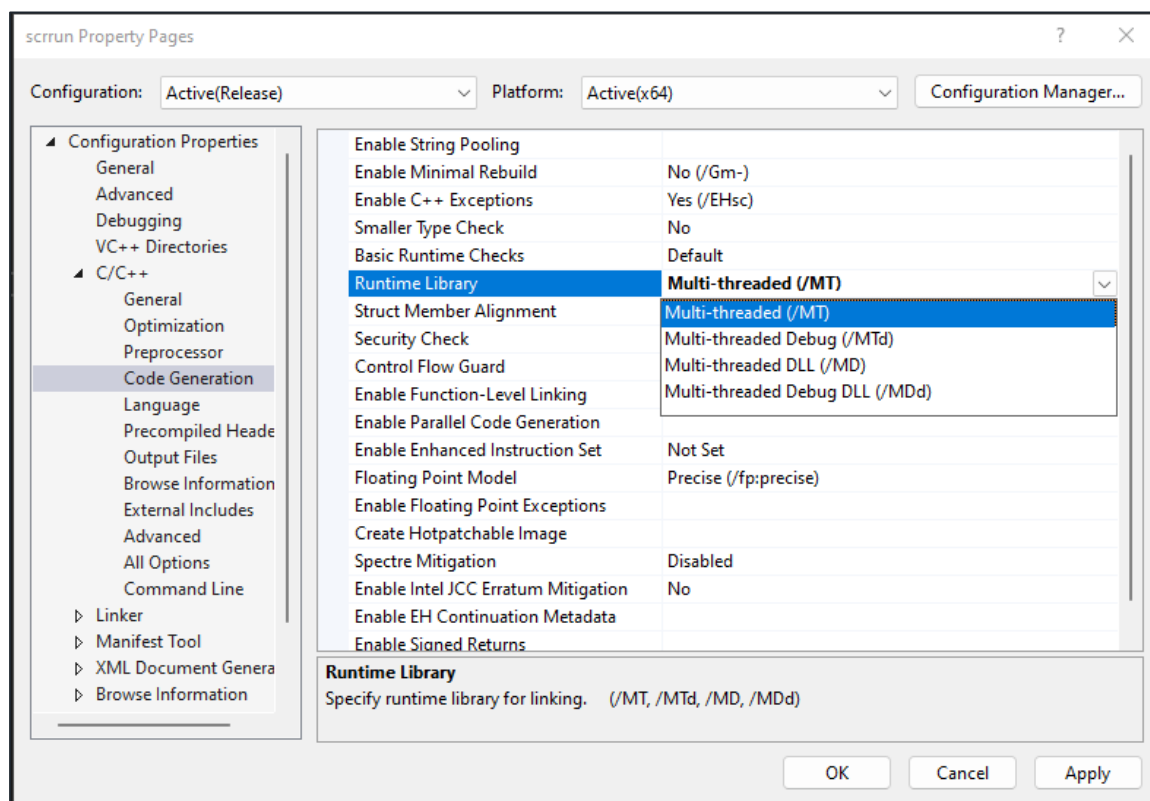 scrrun Property Pages
Configuration: Active(Release) Platform: Active(x64) Configuration Manager...
Configuration Properties
General
Advanced
Debugging
VC++ Directories
C/C++
General
Optimization
Preprocessor
Code Generation
Language
Precompiled Heade
Output Files
Browse Information
External Includes
Advanced
All Options
Command Line
Linker
Manifest Tool
XML Document Genera
Browse Information
Enable String Pooling
Enable Minimal Rebuild No (/Gm-)
Enable C++ Exceptions Yes (/EHsc)
Smaller Type Check No
Basic Runtime Checks Default
Runtime Library Multi-threaded (/MT)
Struct Member Alignment Multi-threaded (/MT)
Security Check Multi-threaded Debug (/MTd)
Control Flow Guard Multi-threaded DLL (/MD)
Enable Function-Level Linking Multi-threaded Debug DLL (/MDd)
Enable Parallel Code Generation
Enable Enhanced Instruction Set Not Set
Floating Point Model Precise (/fp:precise)
Enable Floating Point Exceptions
Create Hotpatchable Image
Spectre Mitigation Disabled
Enable Intel JCC Erratum Mitigation No
Enable EH Continuation Metadata
Enable Signed Returns
Runtime Library
Specify runtime library for linking. (/MT, /MTd, /MD, /MDd)
OK Cancel Apply